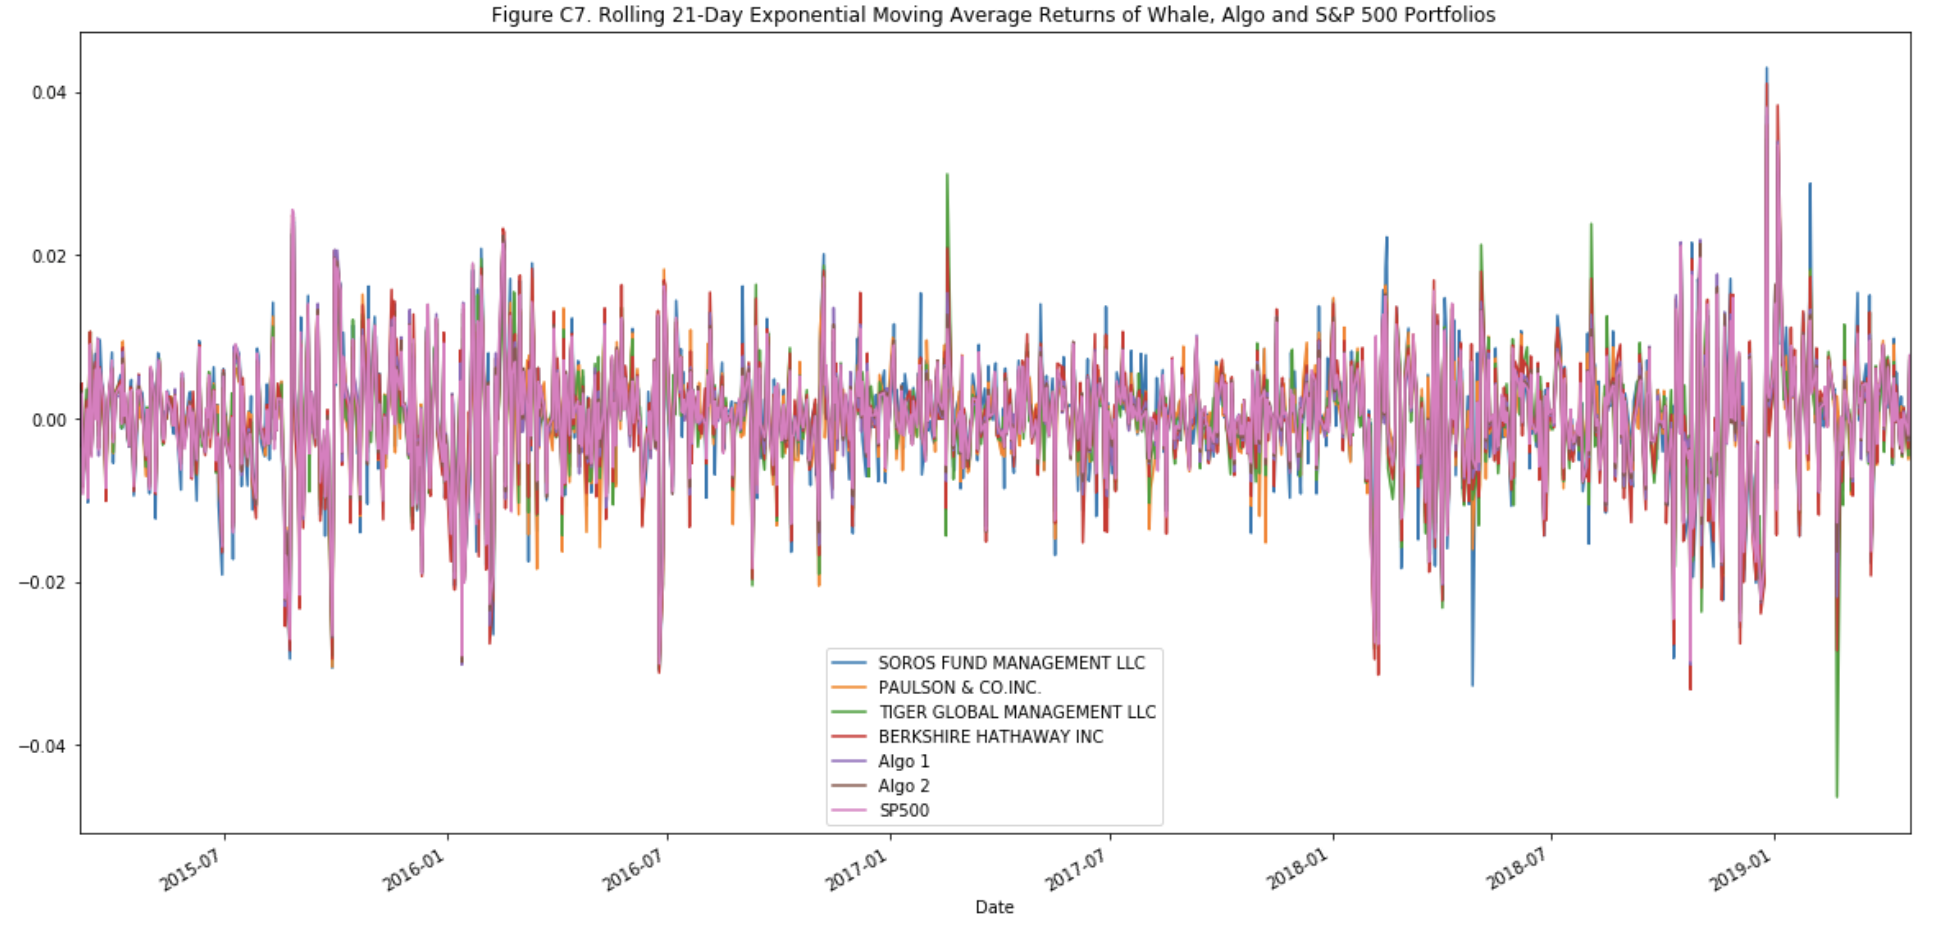 Figure C7. Rolling 21-Day Exponential Moving Average Returns of Whale, Algo and S&P 500 Portfolios
0.04
0.02
0.00
−0.02
−0.04
SOROS FUND MANAGEMENT LLC
PAULSON & CO.INC.
TIGER GLOBAL MANAGEMENT LLC
BERKSHIRE HATHAWAY INC
Algo 1
Algo 2
SP500
2015-07
2016-01
2016-07
2017-01
2017-07
2018-01
2018-07
2019-01
Date